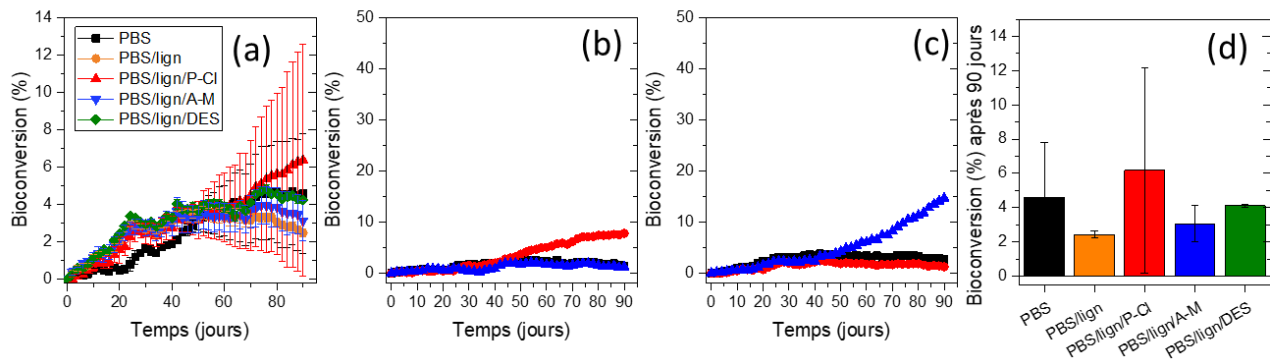 14
12
10
8
6
4
2
0
Bioconversion (%)
(a)
PBS
PBS/lign
PBS/lign/P-Cl
PBS/lign/A-M
PBS/lign/DES
0 20 40 60 80 100
Temps (jours)
50
40
30
20
10
0
Bioconversion (%)
(b)
0 10 20 30 40 50 60 70 80 90
Temps (jours)
50
40
30
20
10
0
Bioconversion (%)
(c)
0 10 20 30 40 50 60 70 80 90
Temps (jours)
14
12
10
8
6
4
2
0
Bioconversion (%) après 90 jours
(d)
PBS
PBS/lign
PBS/lign/P-Cl
PBS/lign/A-M
PBS/lign/DES